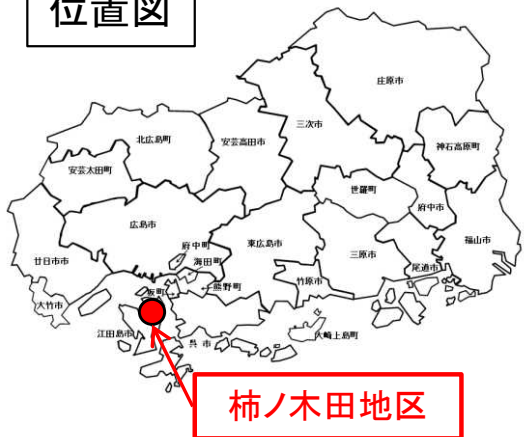 位置図
庄原市
三次市
北広島町
安芸高田市
神石高原町
安芸太田町
世羅町
府中市
広島市
府中町
東広島市
三原市
福山市
海田町
廿日市市
尾道市
坂町
熊野町
竹原市
大竹市
江田島市
呉市
大崎上島町
柿ノ木田地区